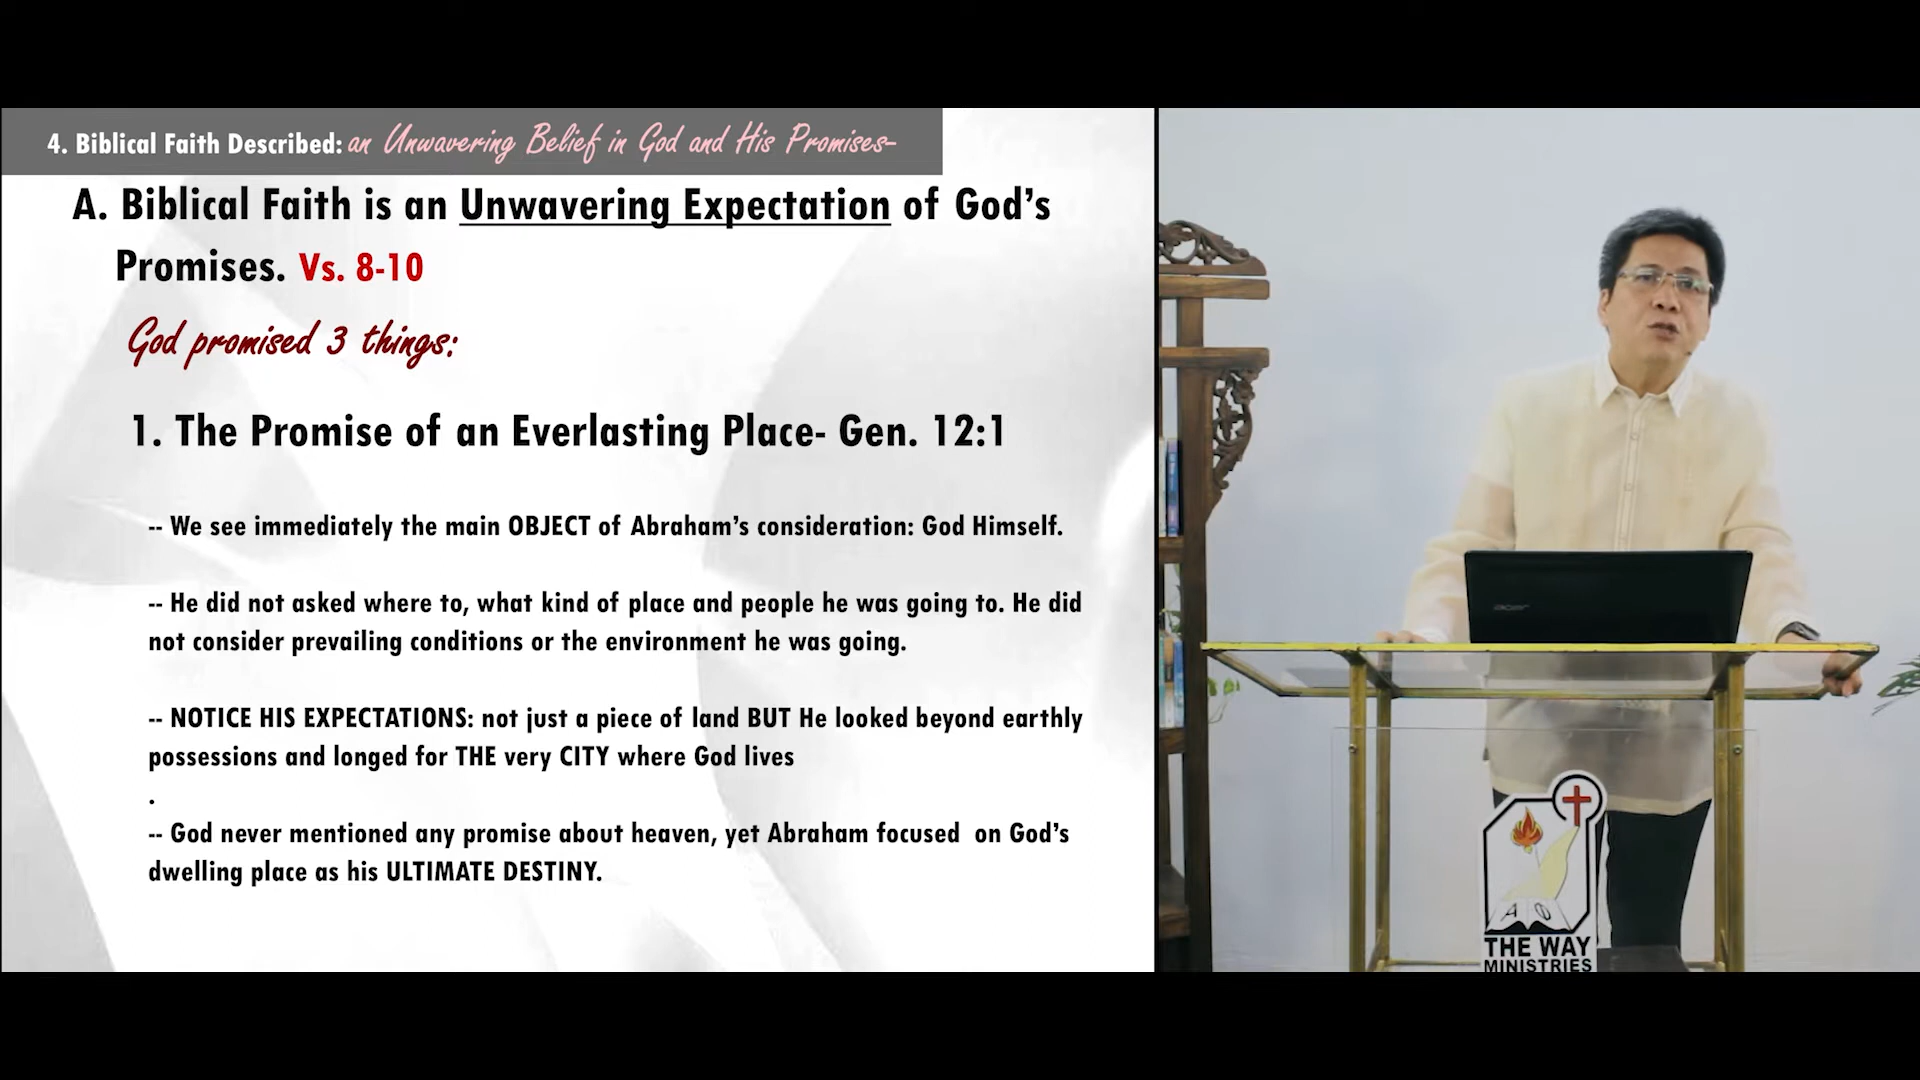 4. Biblical Faith Described: an Unwavering Belief in God and His Promises-
A. Biblical Faith is an Unwavering Expectation of God's
Promises. Vs. 8-10
God promised 3 things:
1. The Promise of an Everlasting Place- Gen. 12:1
-- We see immediately the main OBJECT of Abraham's consideration: God Himself.
-- He did not asked where to, what kind of place and people he was going to. He did
not consider prevailing conditions or the environment he was going.
-- NOTICE HIS EXPECTATIONS: not just a piece of land BUT He looked beyond earthly
possessions and longed for THE very CITY where God lives
.
-- God never mentioned any promise about heaven, yet Abraham focused  on God's
dwelling place as his ULTIMATE DESTINY.
acer
THE WAY
MINISTRIES